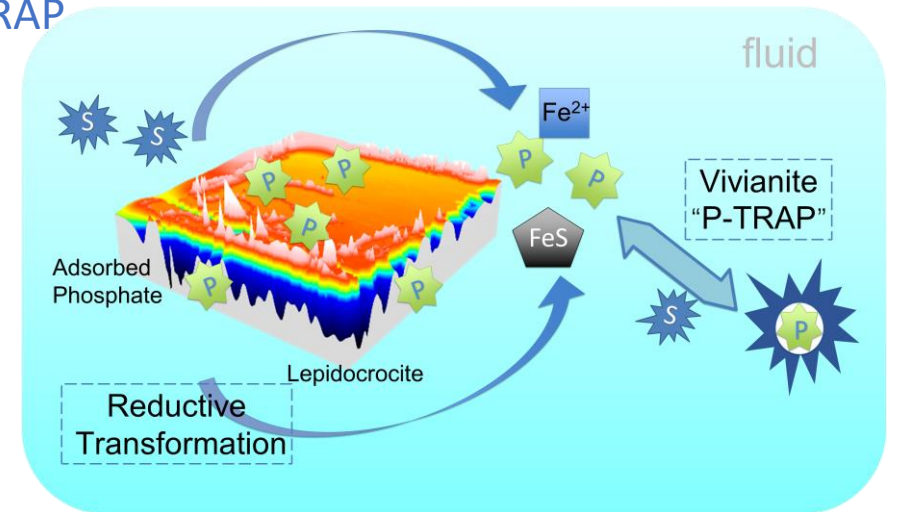 RAP
fluid
S
S
Fe²⁺
P
P
P
P
P
P
P
Vivianite
“P-TRAP”
FeS
Adsorbed
Phosphate
S
P
Lepidocrocite
Reductive
Transformation